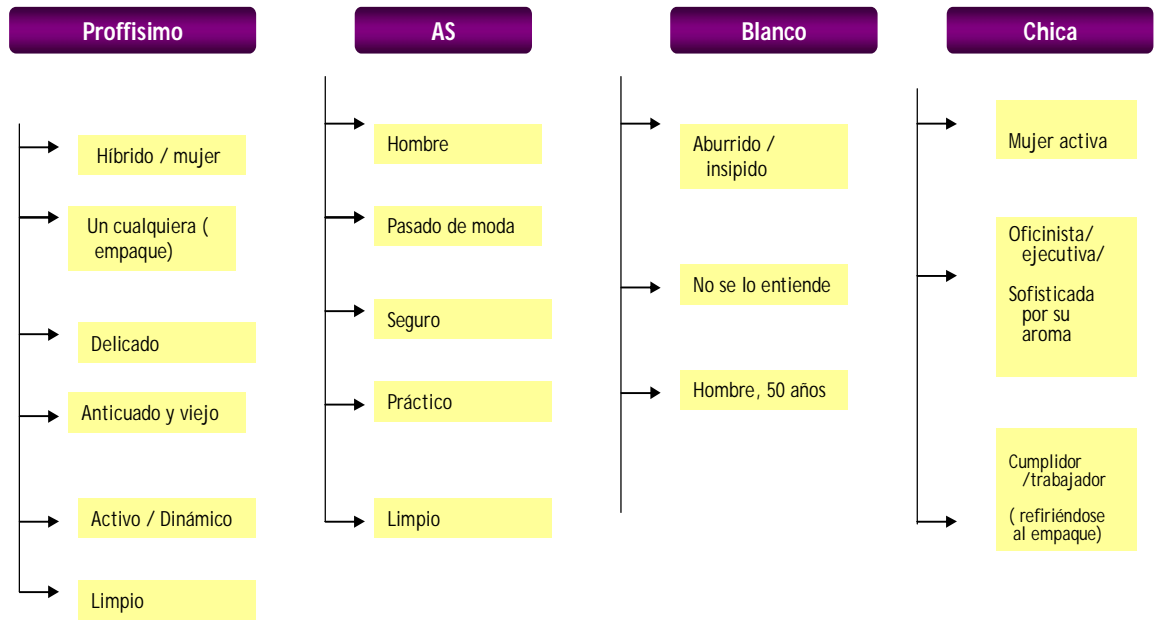 Proffisimo
Híbrido / mujer
Un cualquiera (
empaque)
Delicado
Anticuado y viejo
Activo / Dinámico
Limpio
AS
Hombre
Pasado de moda
Seguro
Práctico
Limpio
Blanco
Aburrido /
insipido
No se lo entiende
Hombre, 50 años
Chica
Mujer activa
Oficinista/
ejecutiva/
Sofisticada
por su
aroma
Cumplidor
/trabajador
( refiriéndose
al empaque)